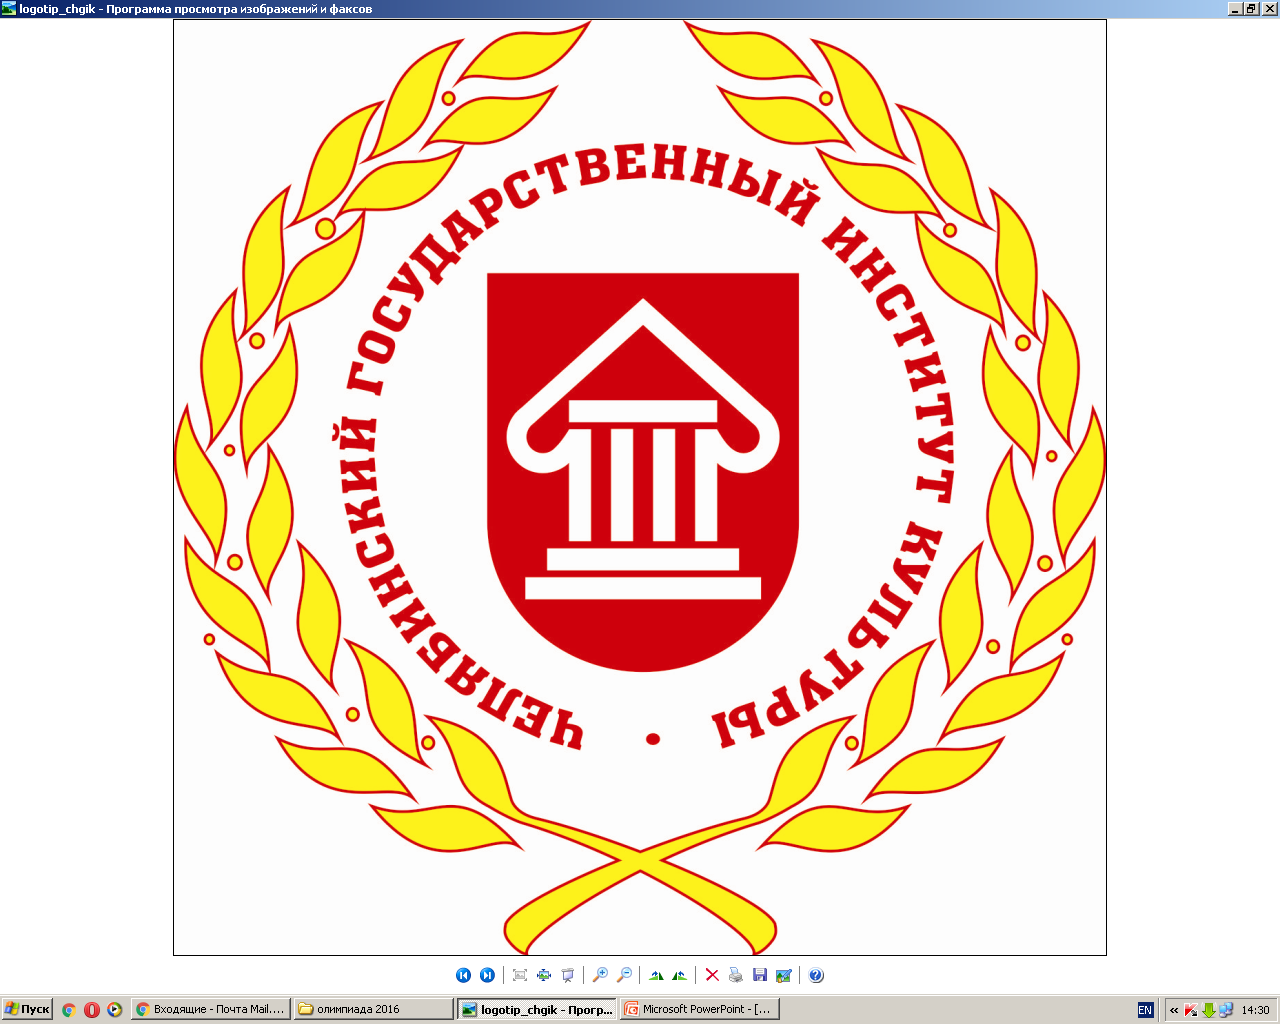 logotip_chgik - Программа просмотра изображений и факсов
ЧЕЛЯБИНСКИЙ ГОСУДАРСТВЕННЫЙ ИНСТИТУТ КУЛЬТУРЫ •
Пуск
Входящие - Почта Mail....
олимпиада 2016
logotip_chgik - Прогр...
Microsoft PowerPoint - [...
EN
«
14:30